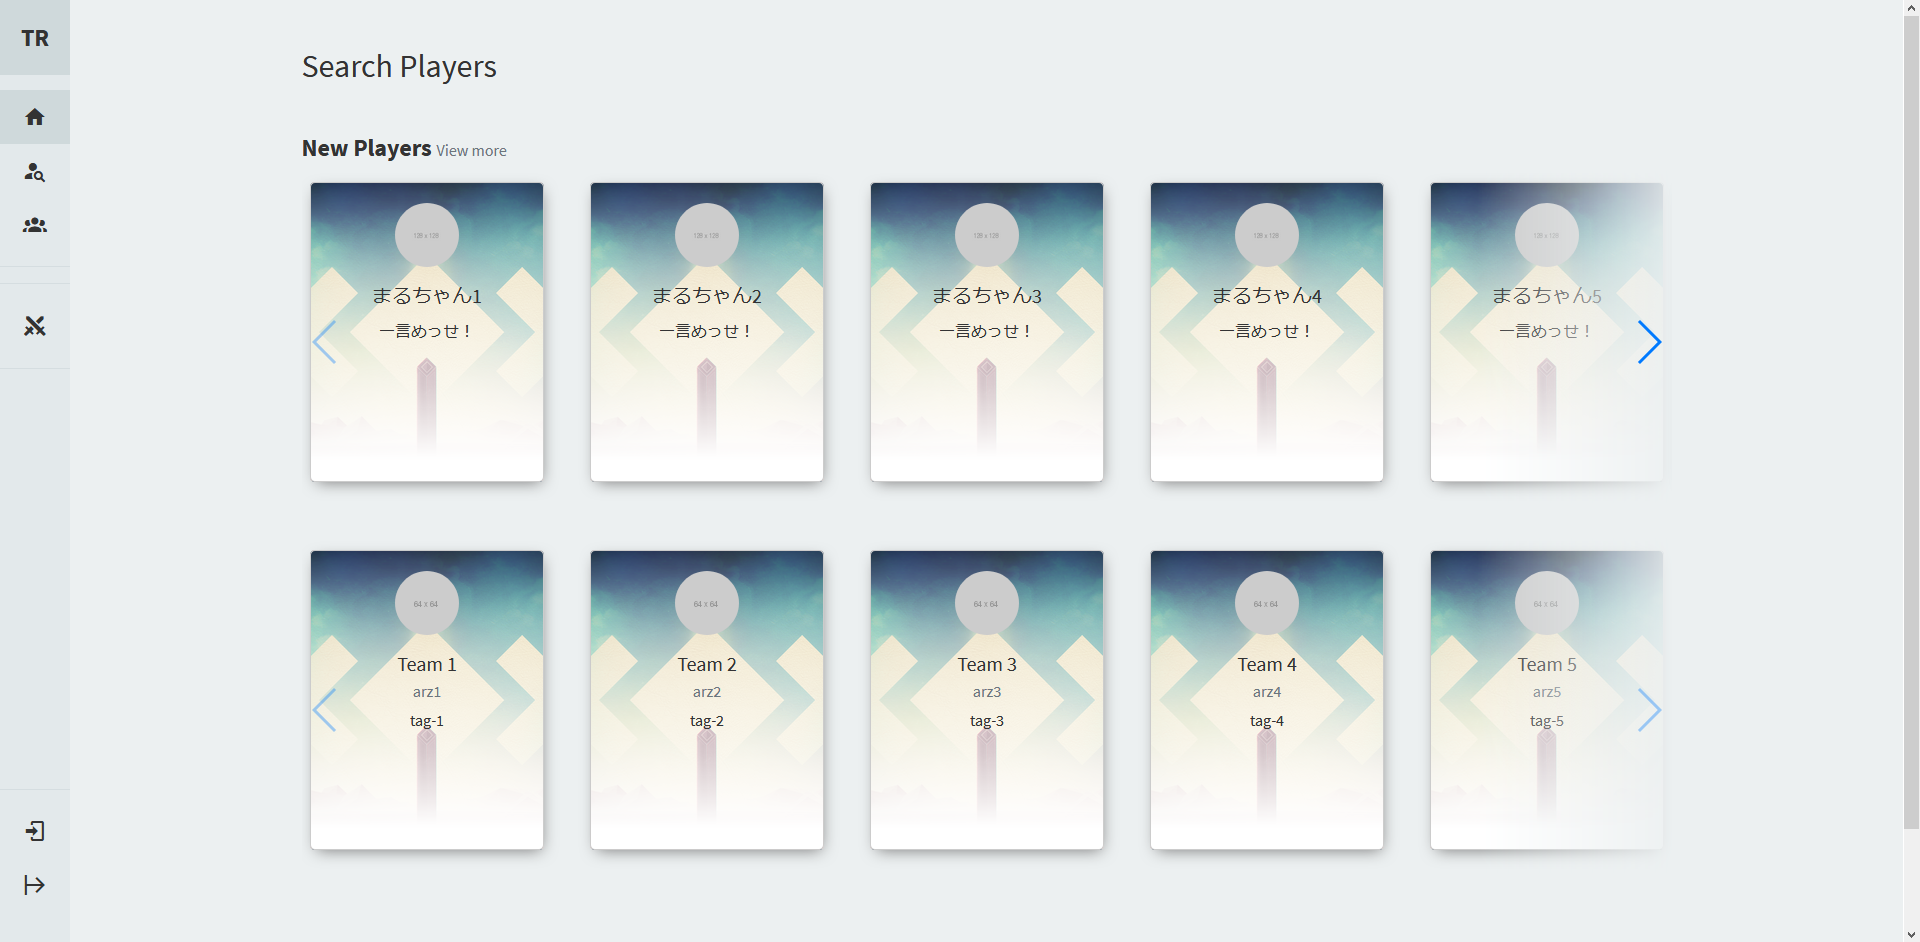 TR
Search Players
New Players View more
128 x 128
128 x 128
128 x 128
128 x 128
128 x 128
まるちゃん1
まるちゃん2
まるちゃん3
まるちゃん4
まるちゃん5
一言めっせ！
一言めっせ！
一言めっせ！
一言めっせ！
一言めっせ！
64 x 64
64 x 64
64 x 64
64 x 64
64 x 64
Team 1
Team 2
Team 3
Team 4
Team 5
arz1
arz2
arz3
arz4
arz5
tag-1
tag-2
tag-3
tag-4
tag-5